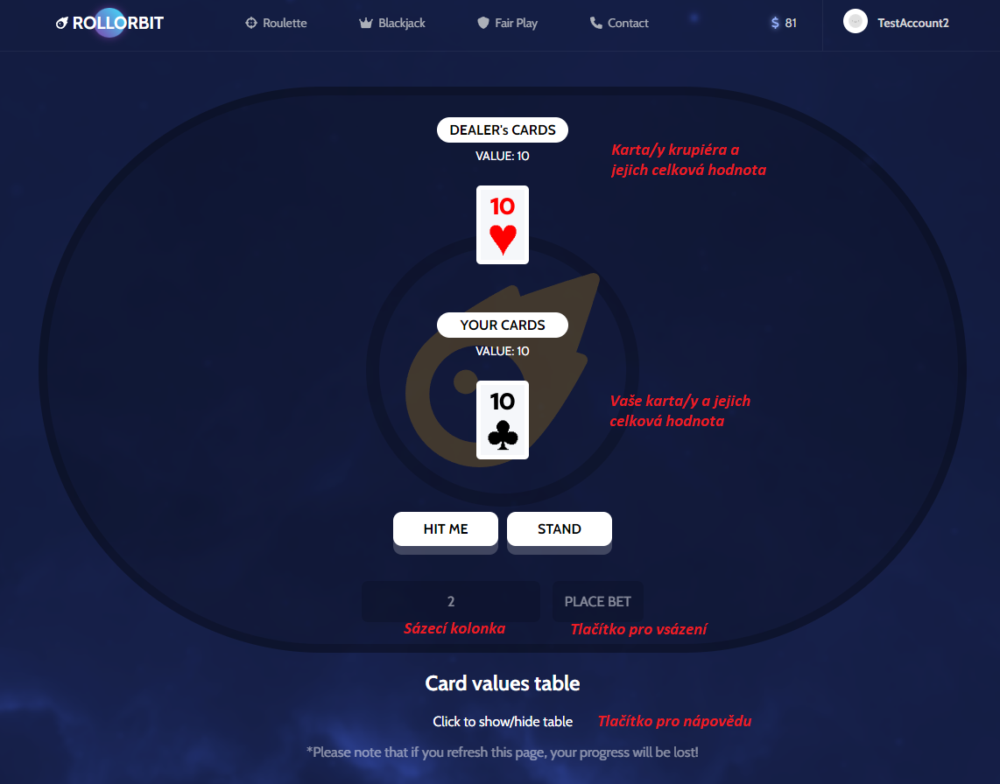 ROLLORBIT
Roulette
Blackjack
Fair Play
Contact
$ 81
TestAccount2
DEALER's CARDS
VALUE: 10
Karta/y krupiéra a
jejich celková hodnota
10
YOUR CARDS
VALUE: 10
10
Vaše karta/y a jejich
celková hodnota
HIT ME
STAND
2
PLACE BET
Sázecí kolonka
Tlačítko pro vsázení
Card values table
Click to show/hide table
Tlačítko pro nápovědu
*Please note that if you refresh this page, your progress will be lost!